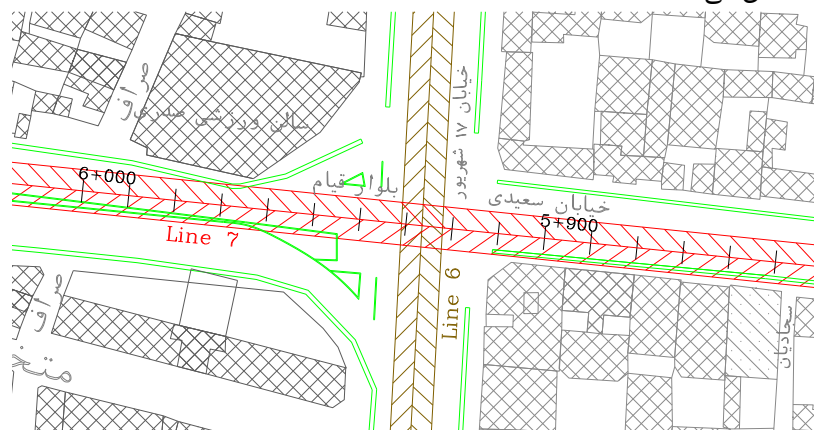 صراف
سالن ورزشی صدری
خیابان ۱۷ شهریور
6+000
بلوار قیام
خیابان سعیدی
5+900
Line 7
Line 6
صراف
سجادیان